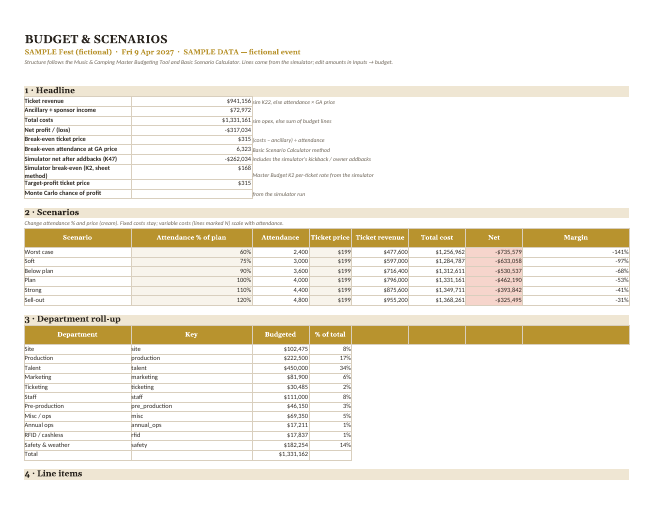 BUDGET & SCENARIOS
SAMPLE Fest (fictional) · Fri 9 Apr 2027 · SAMPLE DATA — fictional event
Structure follows the Music & Camping Master Budgeting Tool and Basic Scenario Calculator. Lines come from the simulator; edit amounts in Inputs → budget.
1 · Headline
Ticket revenue $941,156 sim K22, else attendance × GA price
Ancillary + sponsor income $72,972
Total costs $1,331,161 sim opex, else sum of budget lines
Net profit / (loss) -$317,034
Break-even ticket price $315 (costs − ancillary) ÷ attendance
Break-even attendance at GA price 6,323 Basic Scenario Calculator method
Simulator net after addbacks (K47) -$262,034 includes the simulator's kickback / owner addbacks
Simulator break-even (K2, sheet method) $168 Master Budget K2 per-ticket rate from the simulator
Target-profit ticket price $315
Monte Carlo chance of profit from the simulator run
2 · Scenarios
Change attendance % and price (cream). Fixed costs stay; variable costs (lines marked N) scale with attendance.
Scenario Attendance % of plan Attendance Ticket price Ticket revenue Total cost Net Margin
Worst case 60% 2,400 $199 $477,600 $1,256,962 -$735,579 -141%
Soft 75% 3,000 $199 $597,000 $1,284,787 -$633,058 -97%
Below plan 90% 3,600 $199 $716,400 $1,312,611 -$530,537 -68%
Plan 100% 4,000 $199 $796,000 $1,331,161 -$462,190 -53%
Strong 110% 4,400 $199 $875,600 $1,349,711 -$393,842 -41%
Sell-out 120% 4,800 $199 $955,200 $1,368,261 -$325,495 -31%
3 · Department roll-up
Department Key Budgeted % of total
Site site $102,475 8%
Production production $222,500 17%
Talent talent $450,000 34%
Marketing marketing $81,900 6%
Ticketing ticketing $30,485 2%
Staff staff $111,000 8%
Pre-production pre_production $46,150 3%
Misc / ops misc $69,350 5%
Annual ops annual_ops $17,211 1%
RFID / cashless rfid $17,837 1%
Safety & weather safety $182,254 14%
Total $1,331,162
4 · Line items